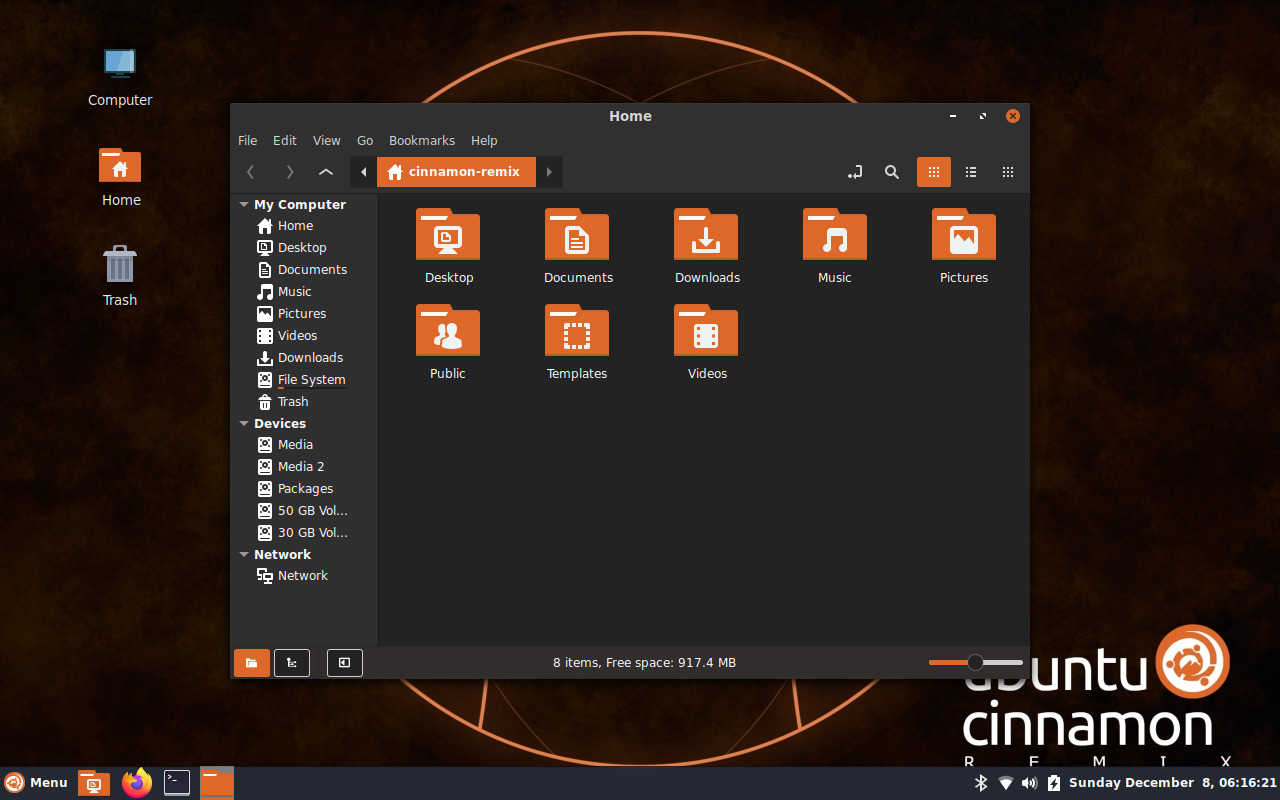 Computer
Home
Trash
Home
File Edit View Go Bookmarks Help
cinnamon-remix
My Computer
Home
Desktop
Documents
Music
Pictures
Videos
Downloads
File System
Trash
Devices
Media
Media 2
Packages
50 GB Vol...
30 GB Vol...
Network
Network
Desktop Documents Downloads Music Pictures
Public Templates Videos
8 items, Free space: 917.4 MB
ubuntu
cinnamon
REMIX
Menu
Sunday December 8, 06:16:21